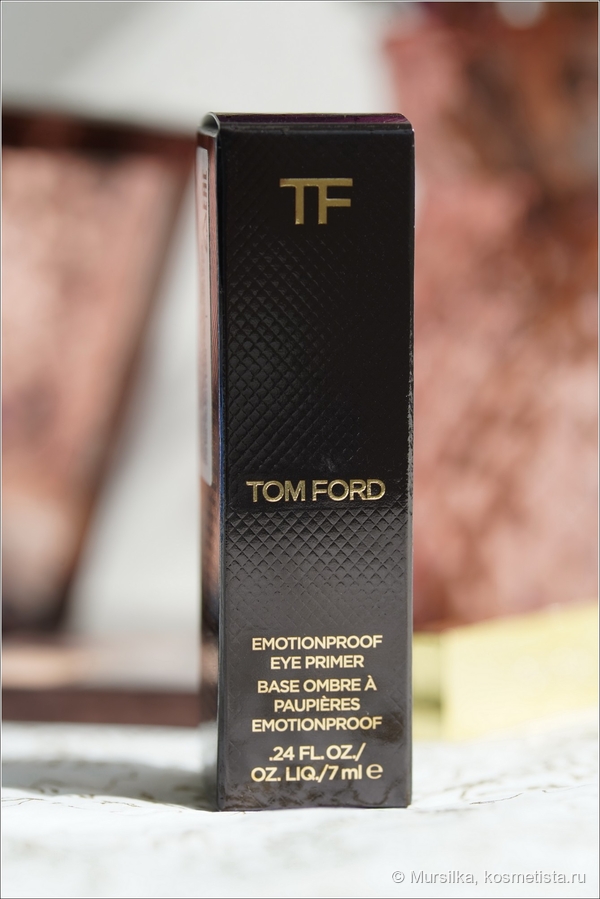 TF
TOM FORD
EMOTIONPROOF
EYE PRIMER
BASE OMBRE À
PAUPIÈRES
EMOTIONPROOF
.24 FL. OZ./
OZ. LIQ./7 ml ℮
© Mursilka, kosmetista.ru